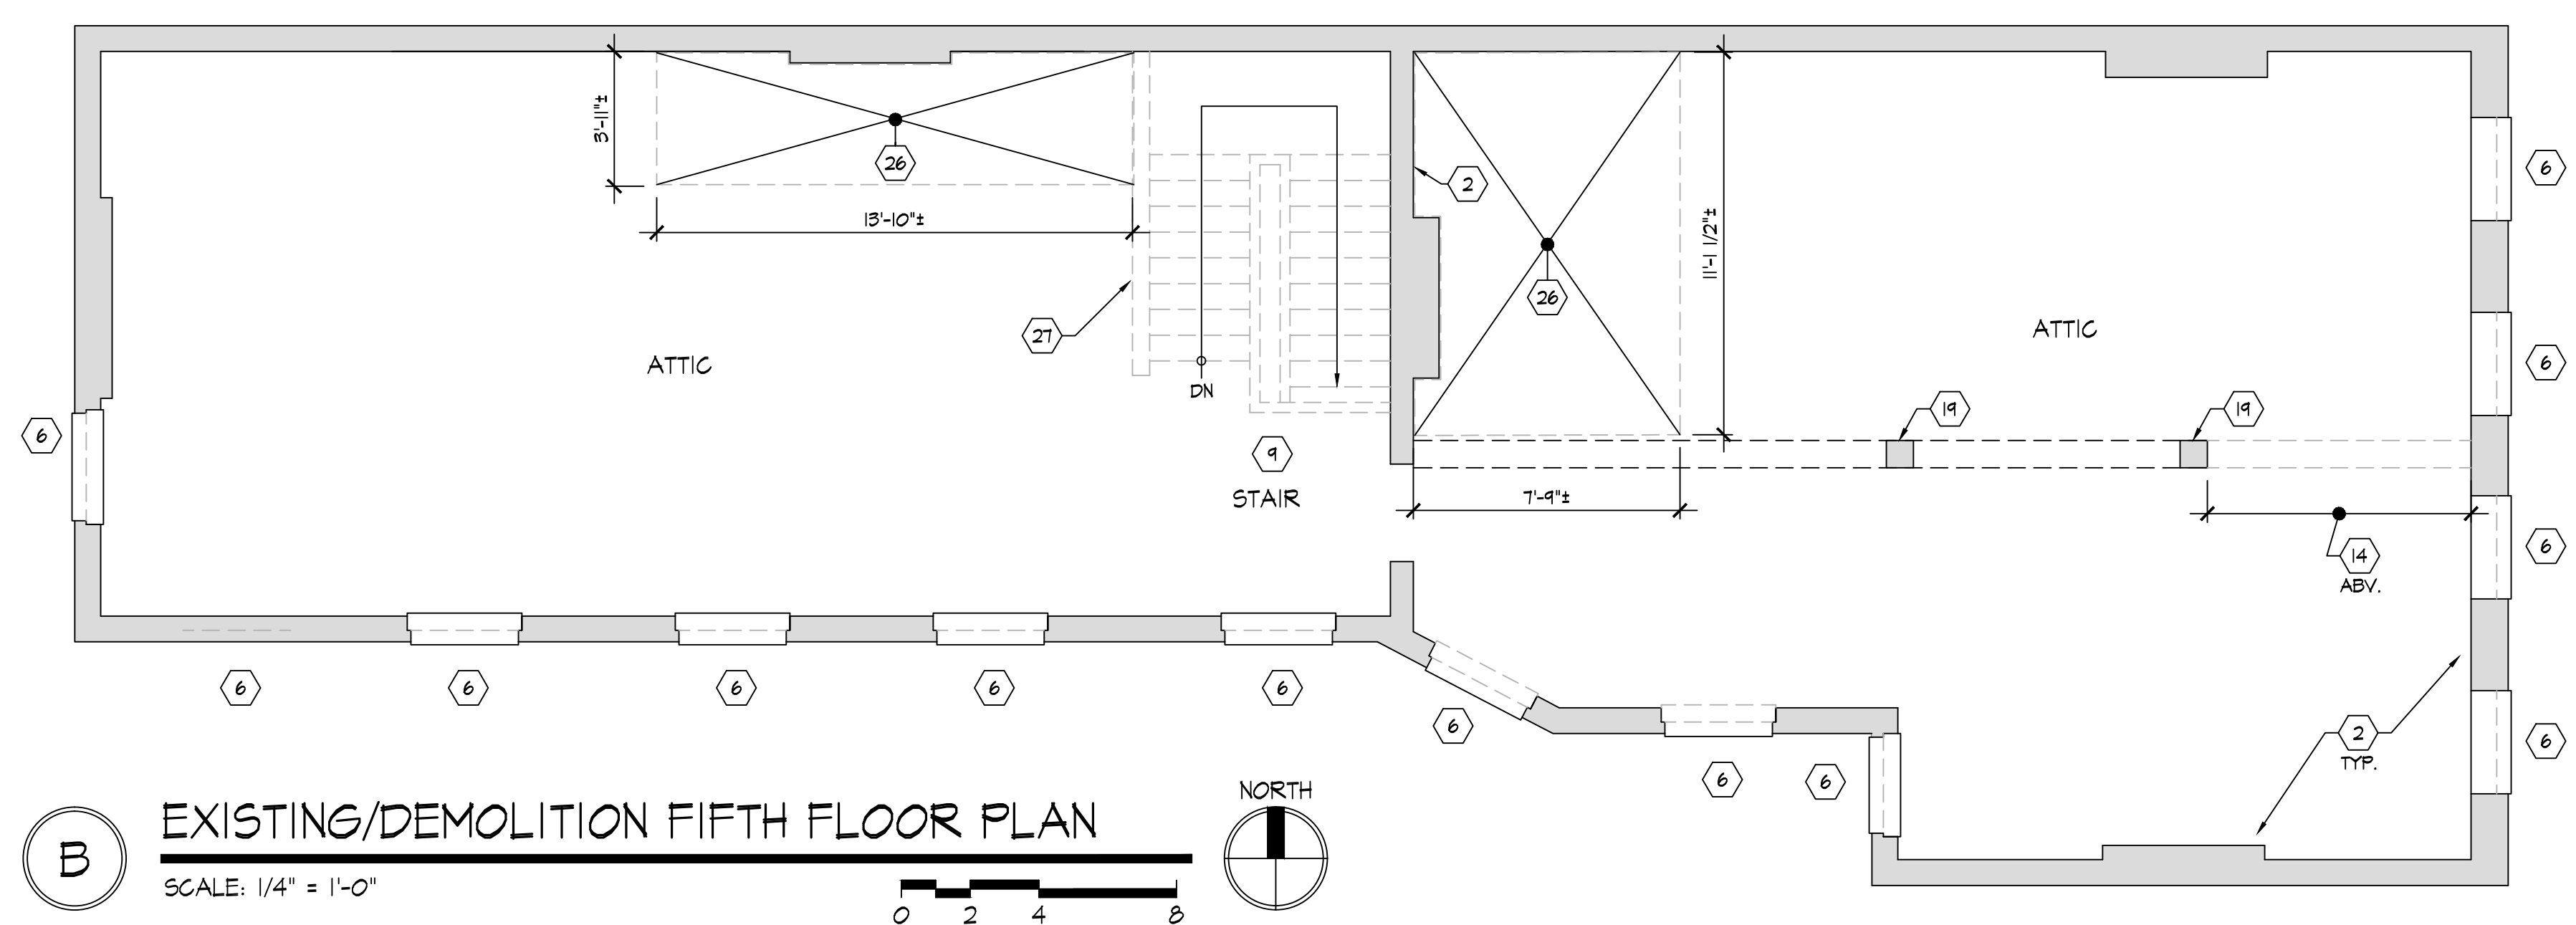 3'-11"±
26
13'-10"±
27
ATTIC
DN
9
STAIR
2
26
11'-1 1/2"±
7'-9"±
ATTIC
19
19
14
ABV.
6
6
6
6
6
2
TYP.
6
6
6
6
6
6
6
6
B
EXISTING/DEMOLITION FIFTH FLOOR PLAN
SCALE: 1/4" = 1'-0"
0 2 4 8
NORTH